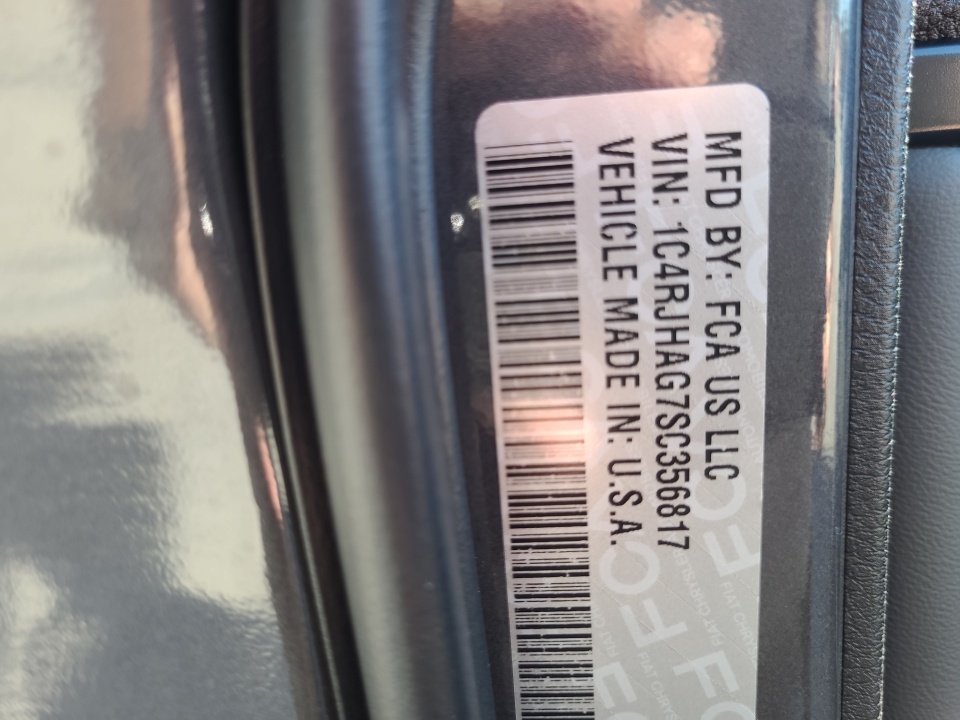 MFD BY: FCA US LLC
VIN: 1C4RJHAG7SC356817
VEHICLE MADE IN: U.S.A.